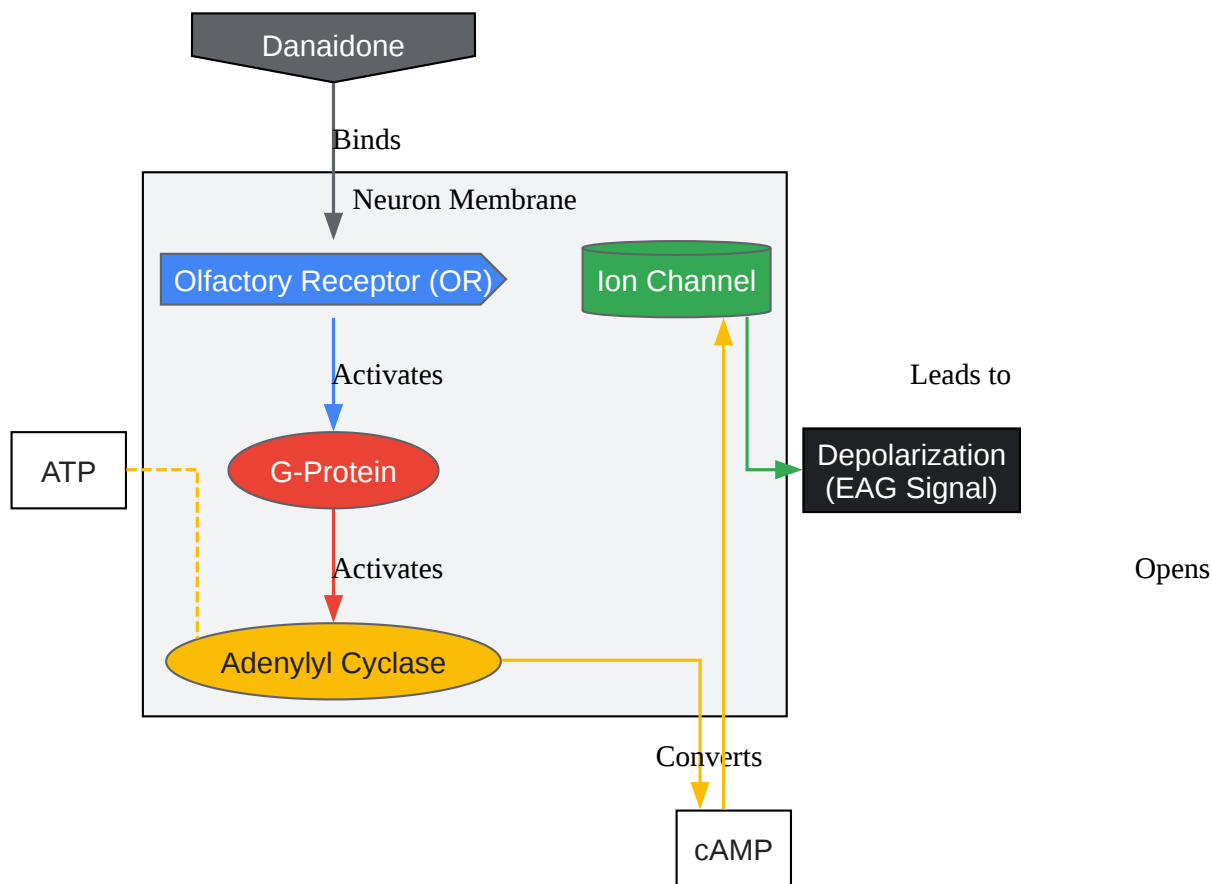 Danaidone
Binds
Neuron Membrane
Olfactory Receptor (OR)
Ion Channel
Activates
Leads to
ATP
G-Protein
Depolarization
(EAG Signal)
Activates
Opens
Adenylyl Cyclase
Converts
cAMP